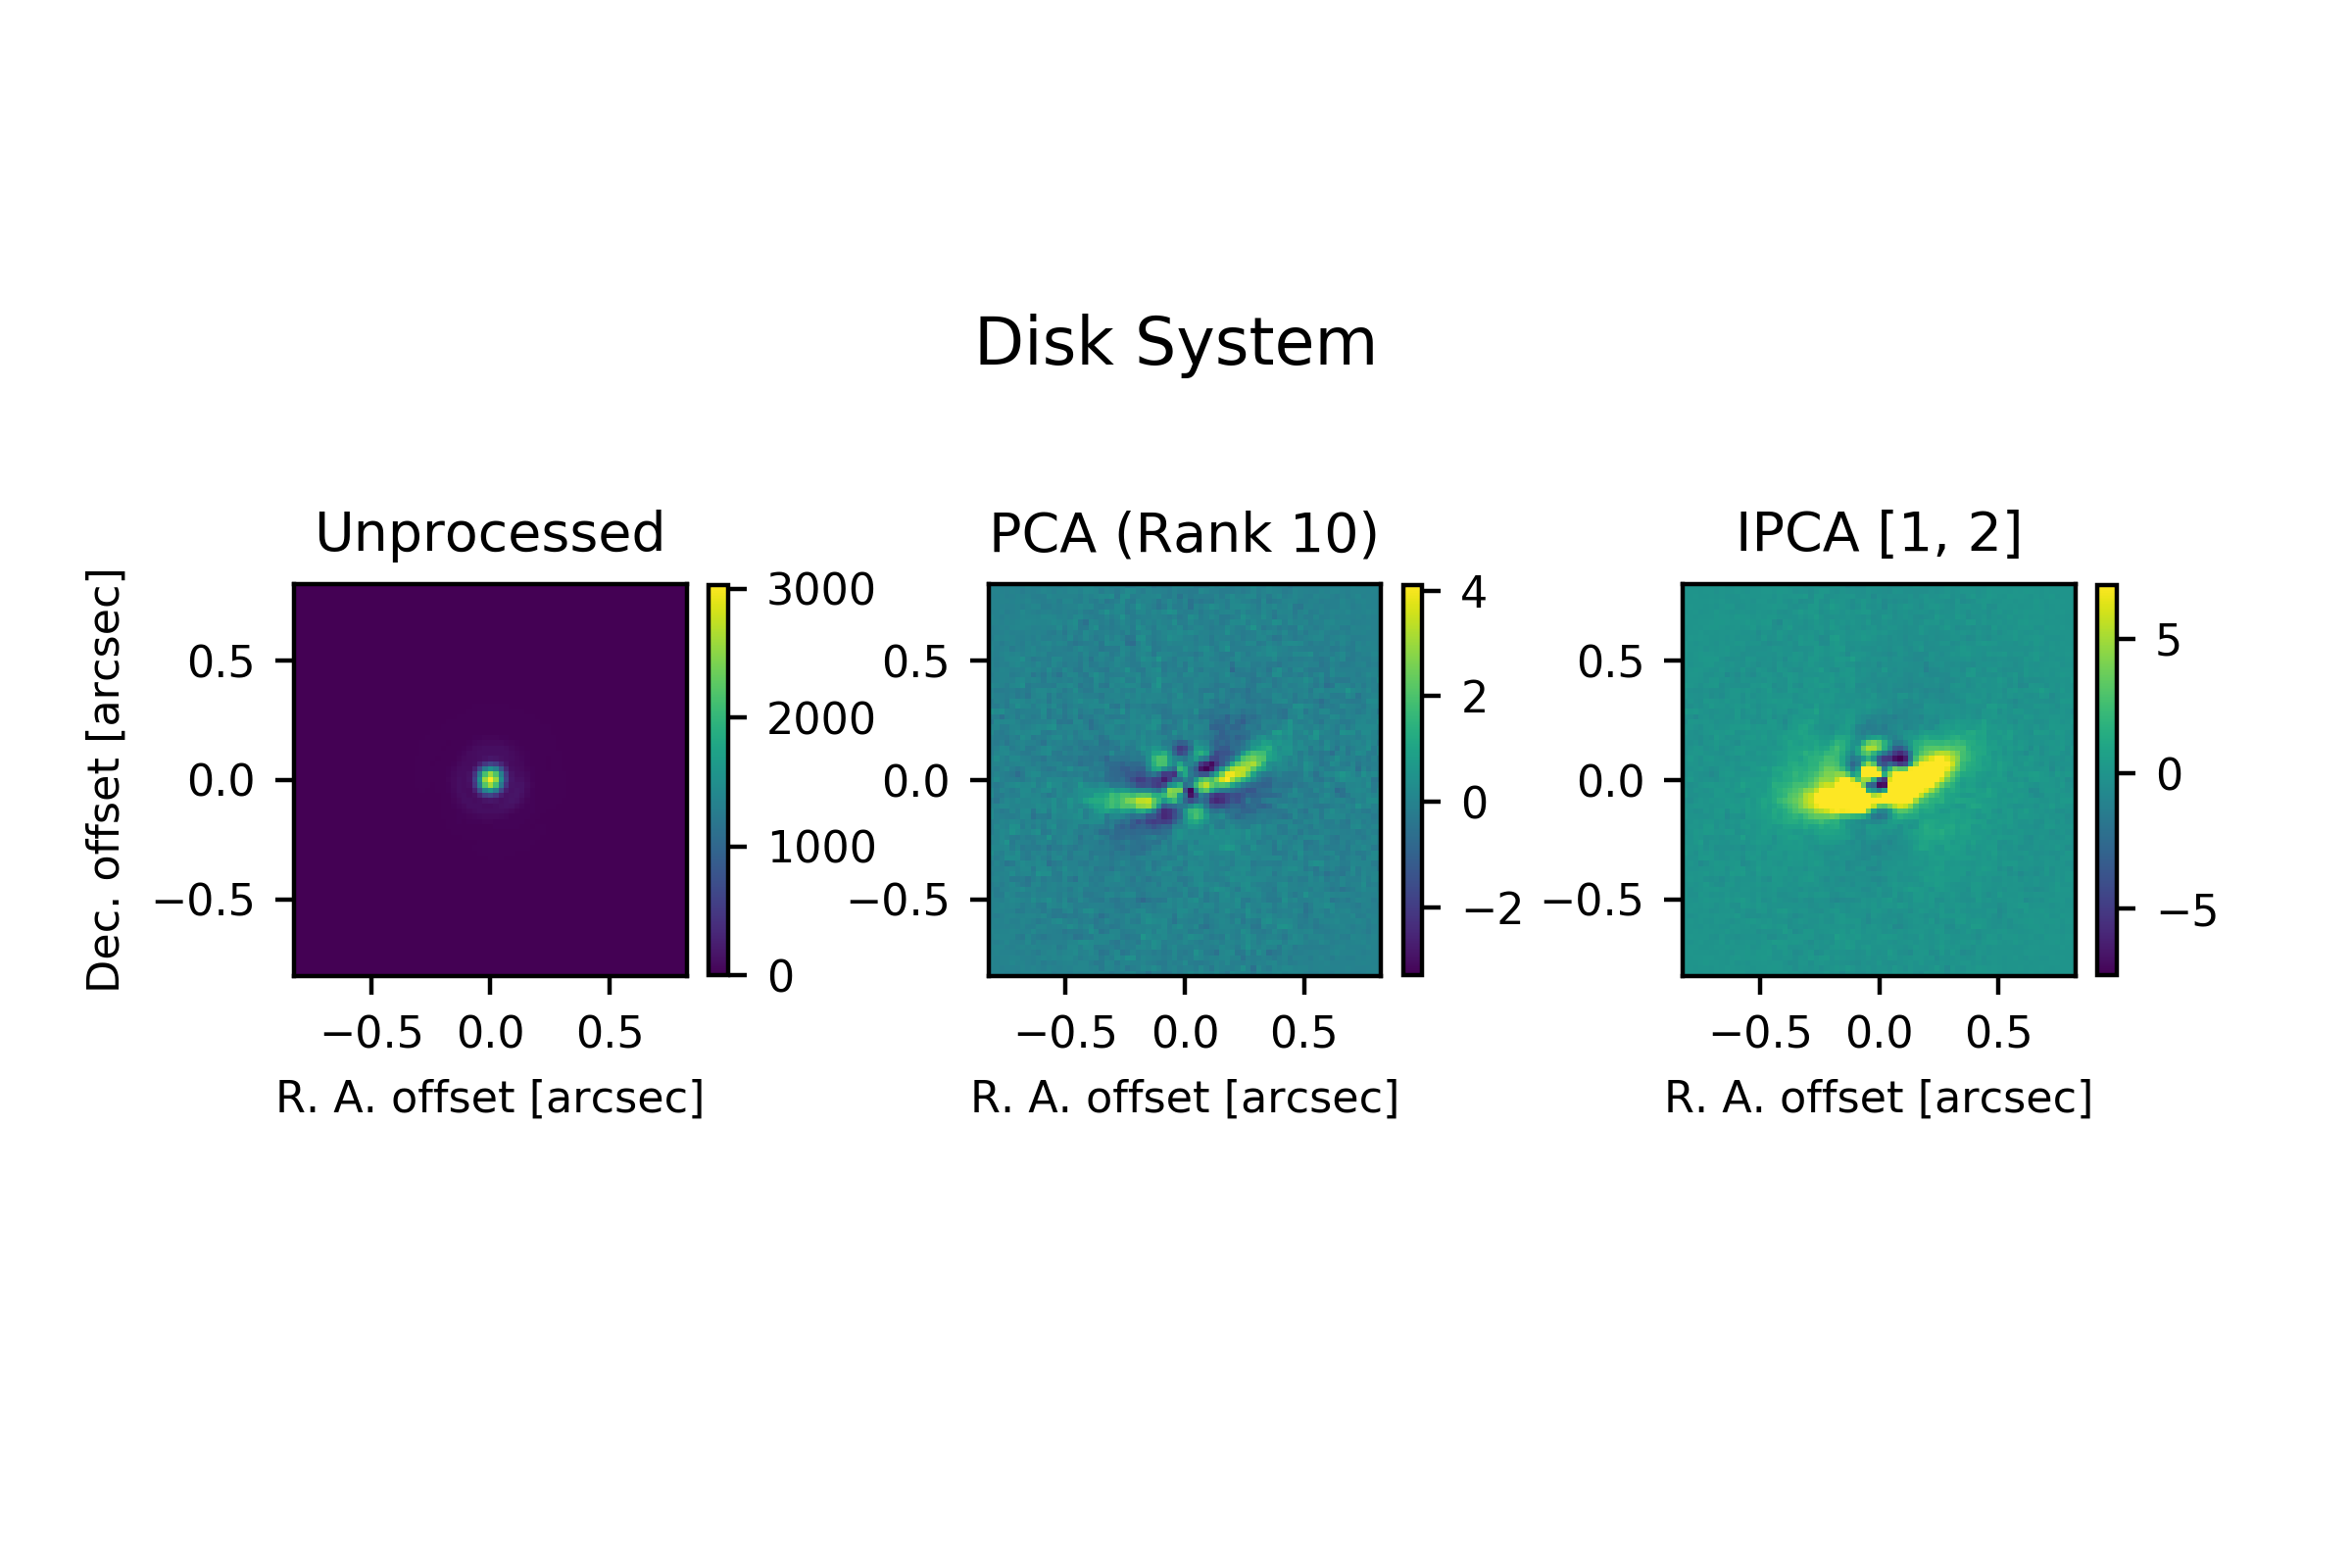 Disk System
Unprocessed
PCA (Rank 10)
IPCA [1, 2]
Dec. offset [arcsec]
0.5
0.0
−0.5
−0.5 0.0 0.5
R. A. offset [arcsec]
3000
2000
1000
0
0.5
0.0
−0.5
−0.5 0.0 0.5
R. A. offset [arcsec]
4
2
0
−2
0.5
0.0
−0.5
−0.5 0.0 0.5
R. A. offset [arcsec]
5
0
−5